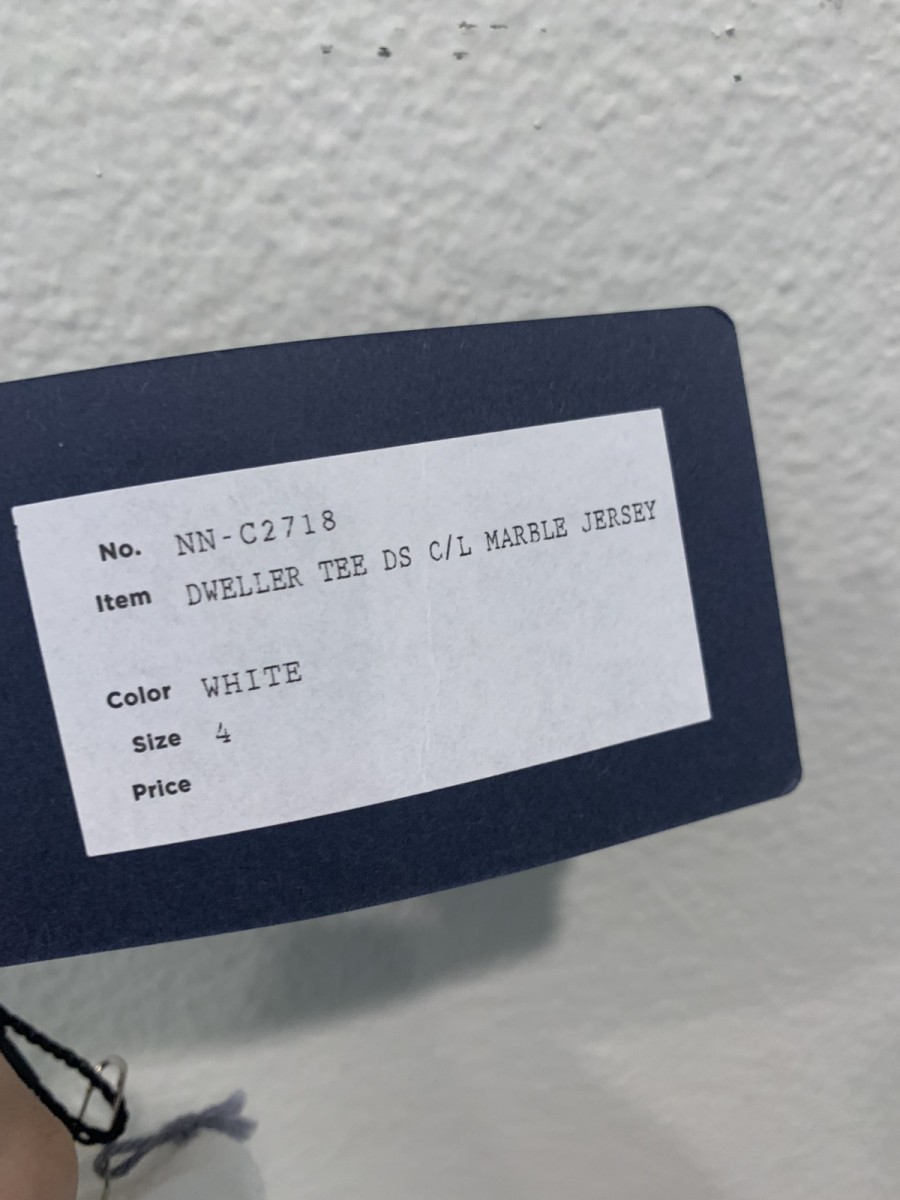 No. NN-C2718
Item DWELLER TEE DS C/L MARBLE JERSEY
Color WHITE
Size 4
Price